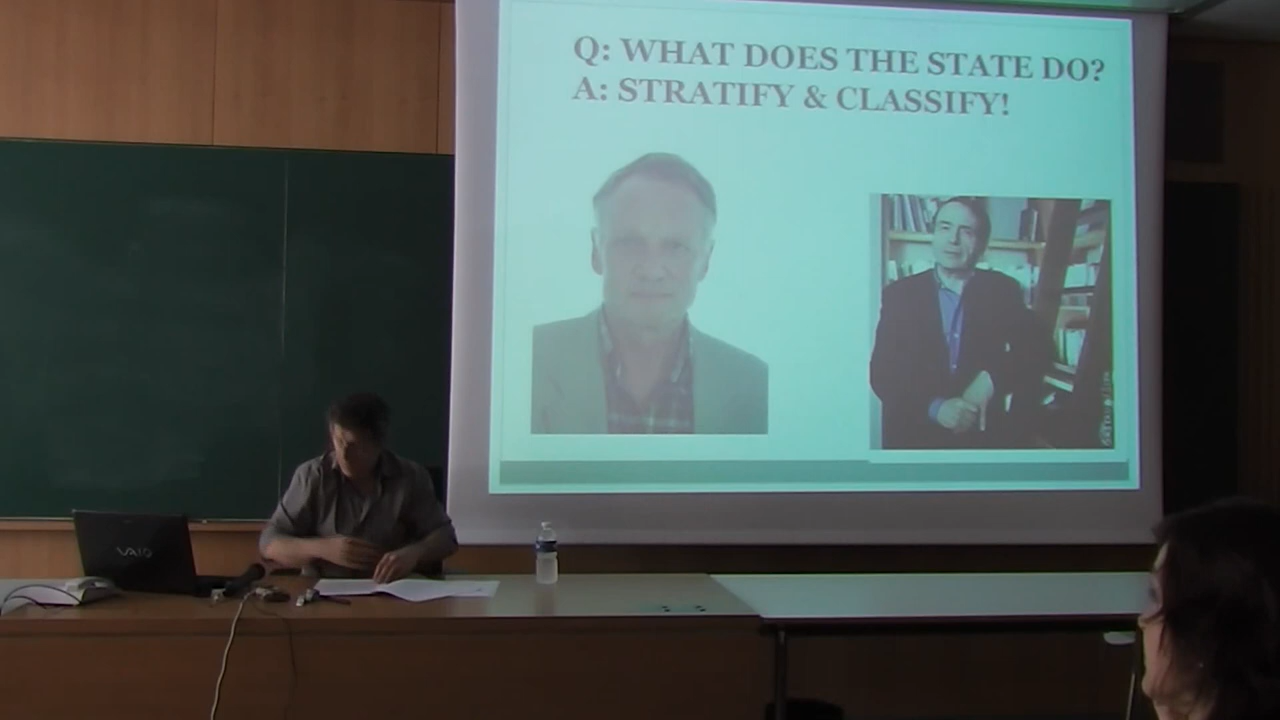 Q: WHAT DOES THE STATE DO?
A: STRATIFY & CLASSIFY!
VAIO